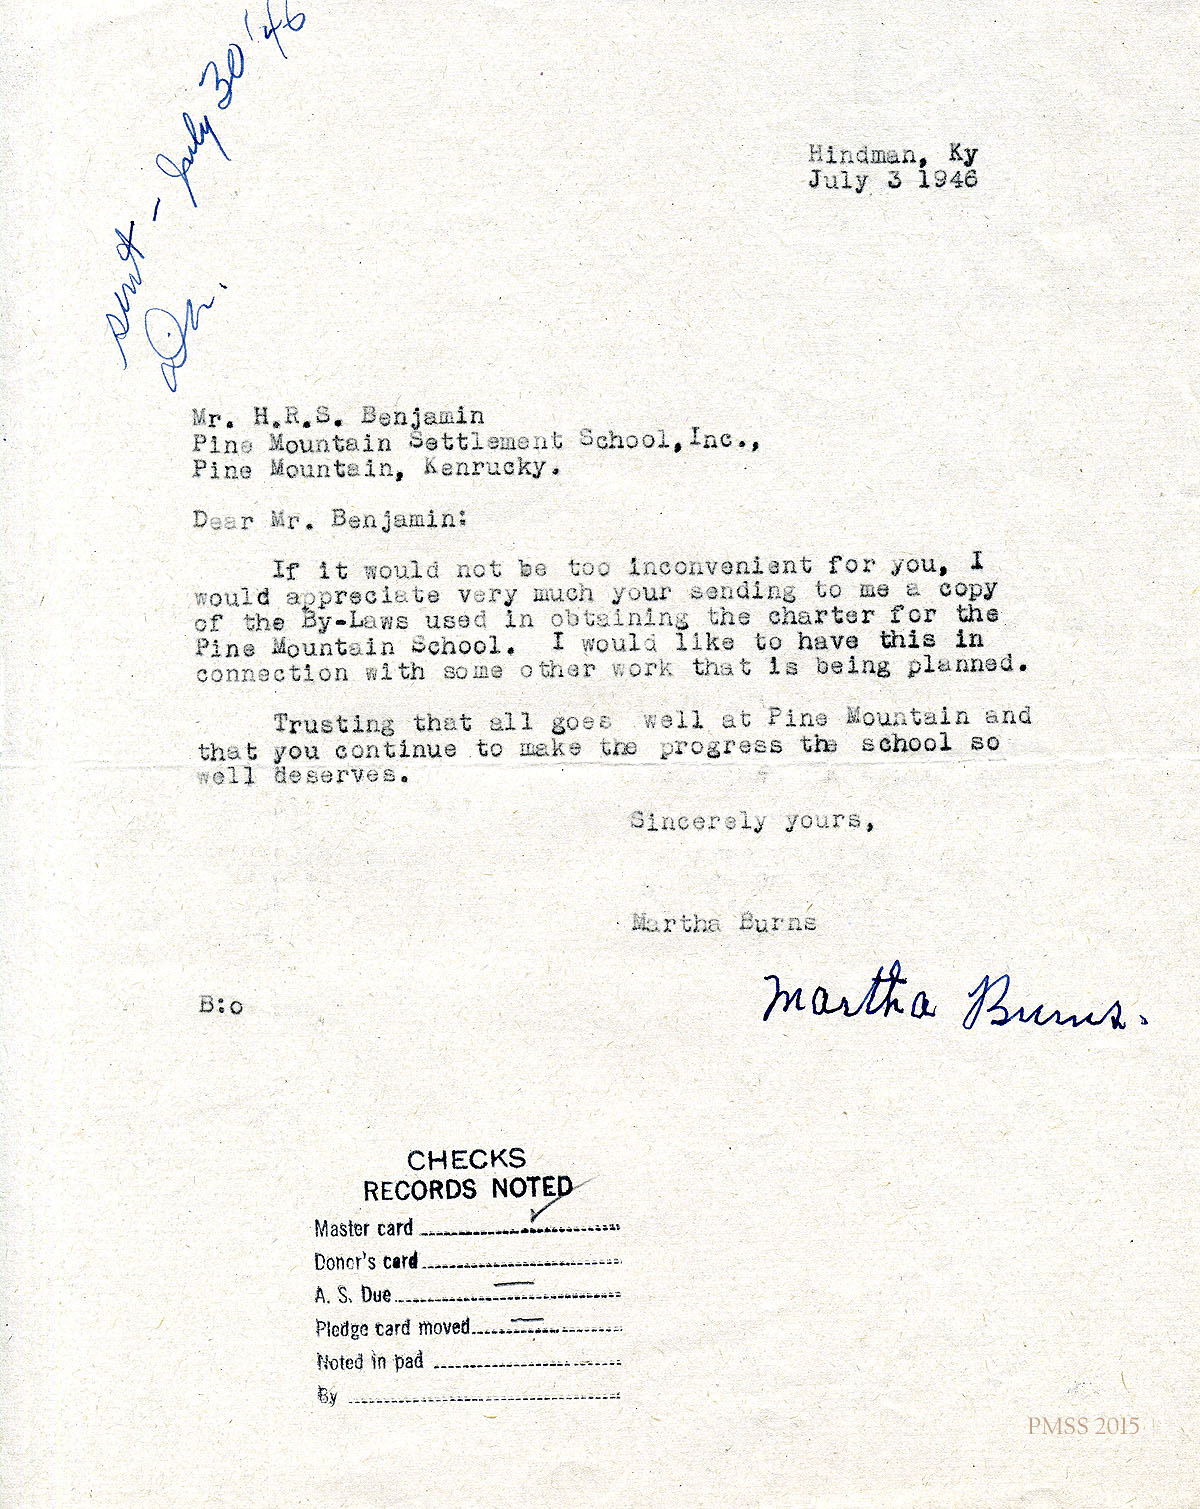 sent - July 30 '46
Hindman, Ky
July 3 1946
Mr. H.R.S. Benjamin
Pine Mountain Settlement School,Inc.,
Pine Mountain, Kenrucky.
Dear Mr. Benjamin:
If it would not be too inconvenient for you, I
would appreciate very much your sending to me a copy
of the By-Laws used in obtaining the charter for the
Pine Mountain School. I would like to have this in
connection with some other work that is being planned.
Trusting that all goes well at Pine Mountain and
that you continue to make the progress the school so
well deserves.
Sincerely yours,
Martha Burns
Martha Burns.
B:o
CHECKS
RECORDS NOTED
Master card
Donor's card
A. S. Due
Pledge card moved
Noted in pad
By
PMSS 2015